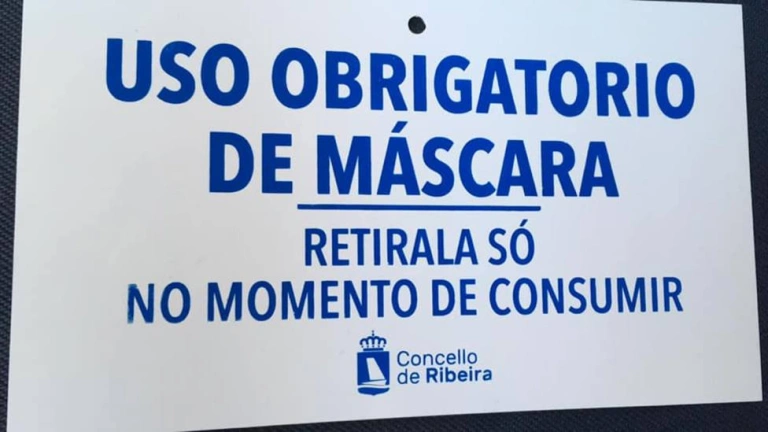 USO OBRIGATORIO
DE MÁSCARA
RETIRALA SÓ
NO MOMENTO DE CONSUMIR
Concello
de Ribeira